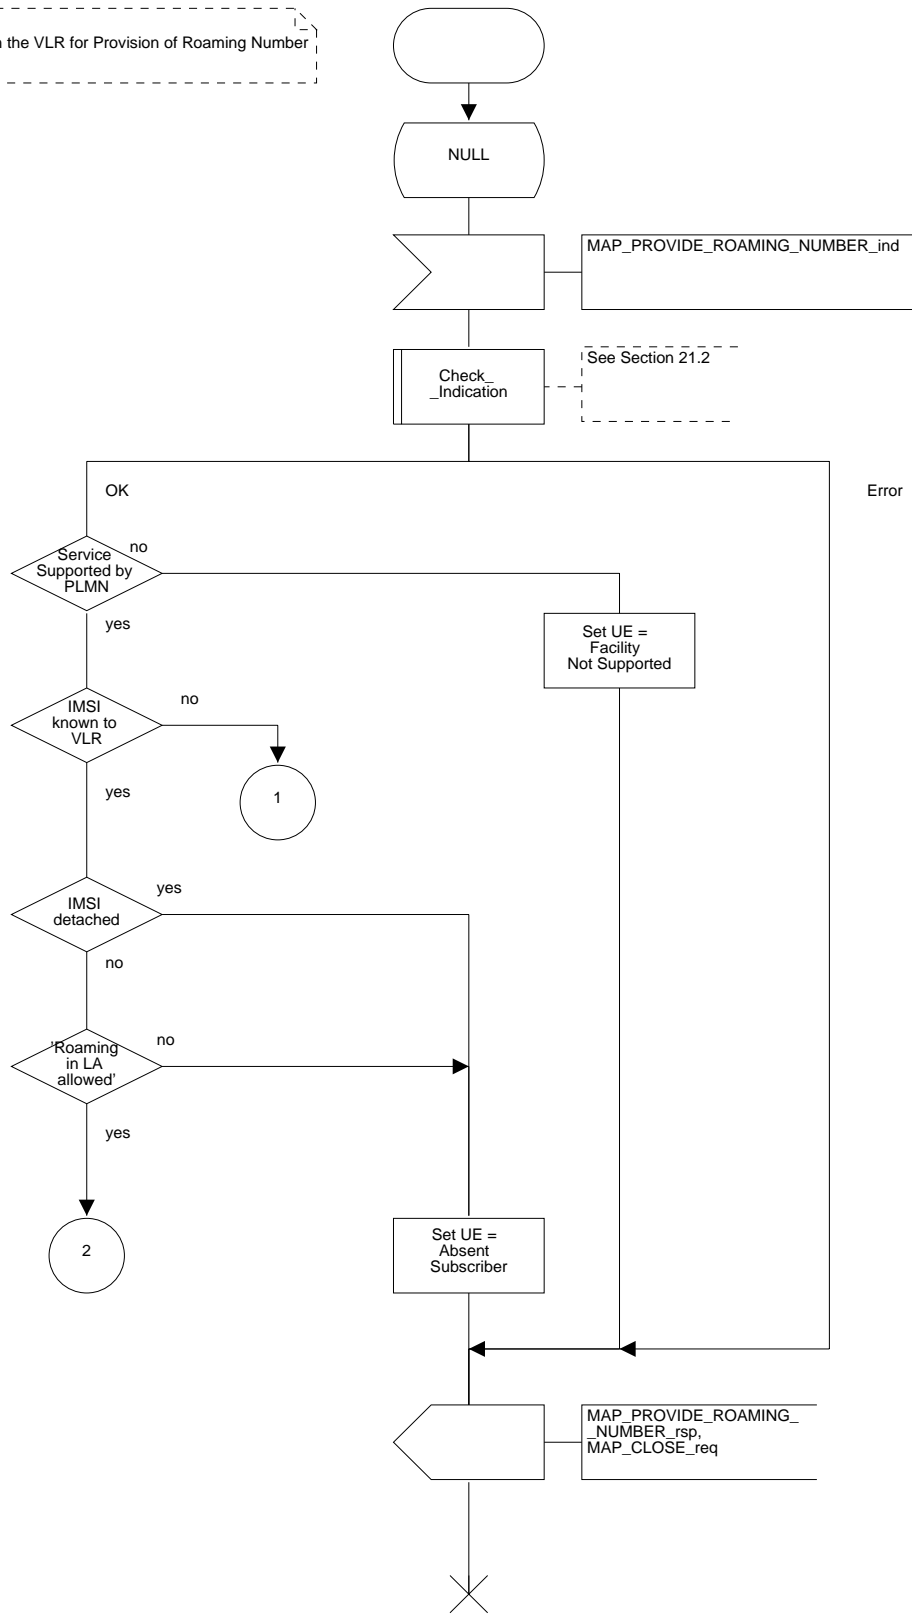 the VLR for Provision of Roaming Number
NULL
MAP_PROVIDE_ROAMING_NUMBER_ind
Check_
_Indication
See Section 21.2
OK
Error
no
Service
Supported by
PLMN
yes
Set UE =
Facility
Not Supported
IMSI
known to
VLR
no
1
yes
IMSI
detached
yes
no
'Roaming
in LA
allowed'
no
yes
2
Set UE =
Absent
Subscriber
MAP_PROVIDE_ROAMING_
_NUMBER_rsp,
MAP_CLOSE_req